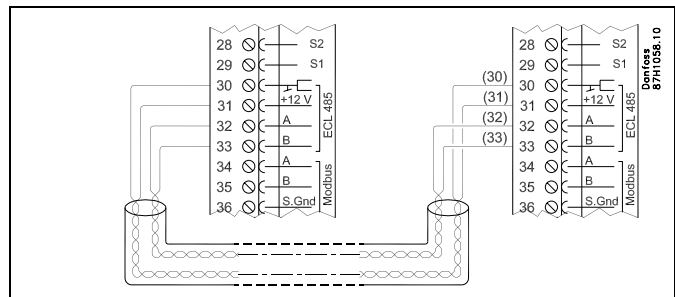 28 S2
29 S1
30
31 +12 V
32 A
33 B
ECL 485
34 A
35 B
36 S.Gnd
Modbus
(30)
(31)
(32)
(33)
28 S2
29 S1
30
31 +12 V
32 A
33 B
ECL 485
34 A
35 B
36 S.Gnd
Modbus
Danfoss
87H1058.10